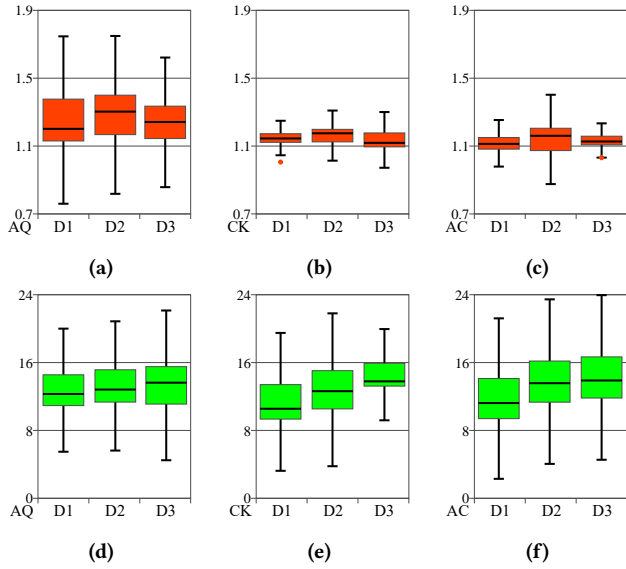 1.9 1.9 1.9
1.5 1.5 1.5
1.1 1.1 1.1
0.7 0.7 0.7
AQ D1 D2 D3 CK D1 D2 D3 AC D1 D2 D3
(a) (b) (c)
24 24 24
16 16 16
8 8 8
0 0 0
AQ D1 D2 D3 CK D1 D2 D3 AC D1 D2 D3
(d) (e) (f)